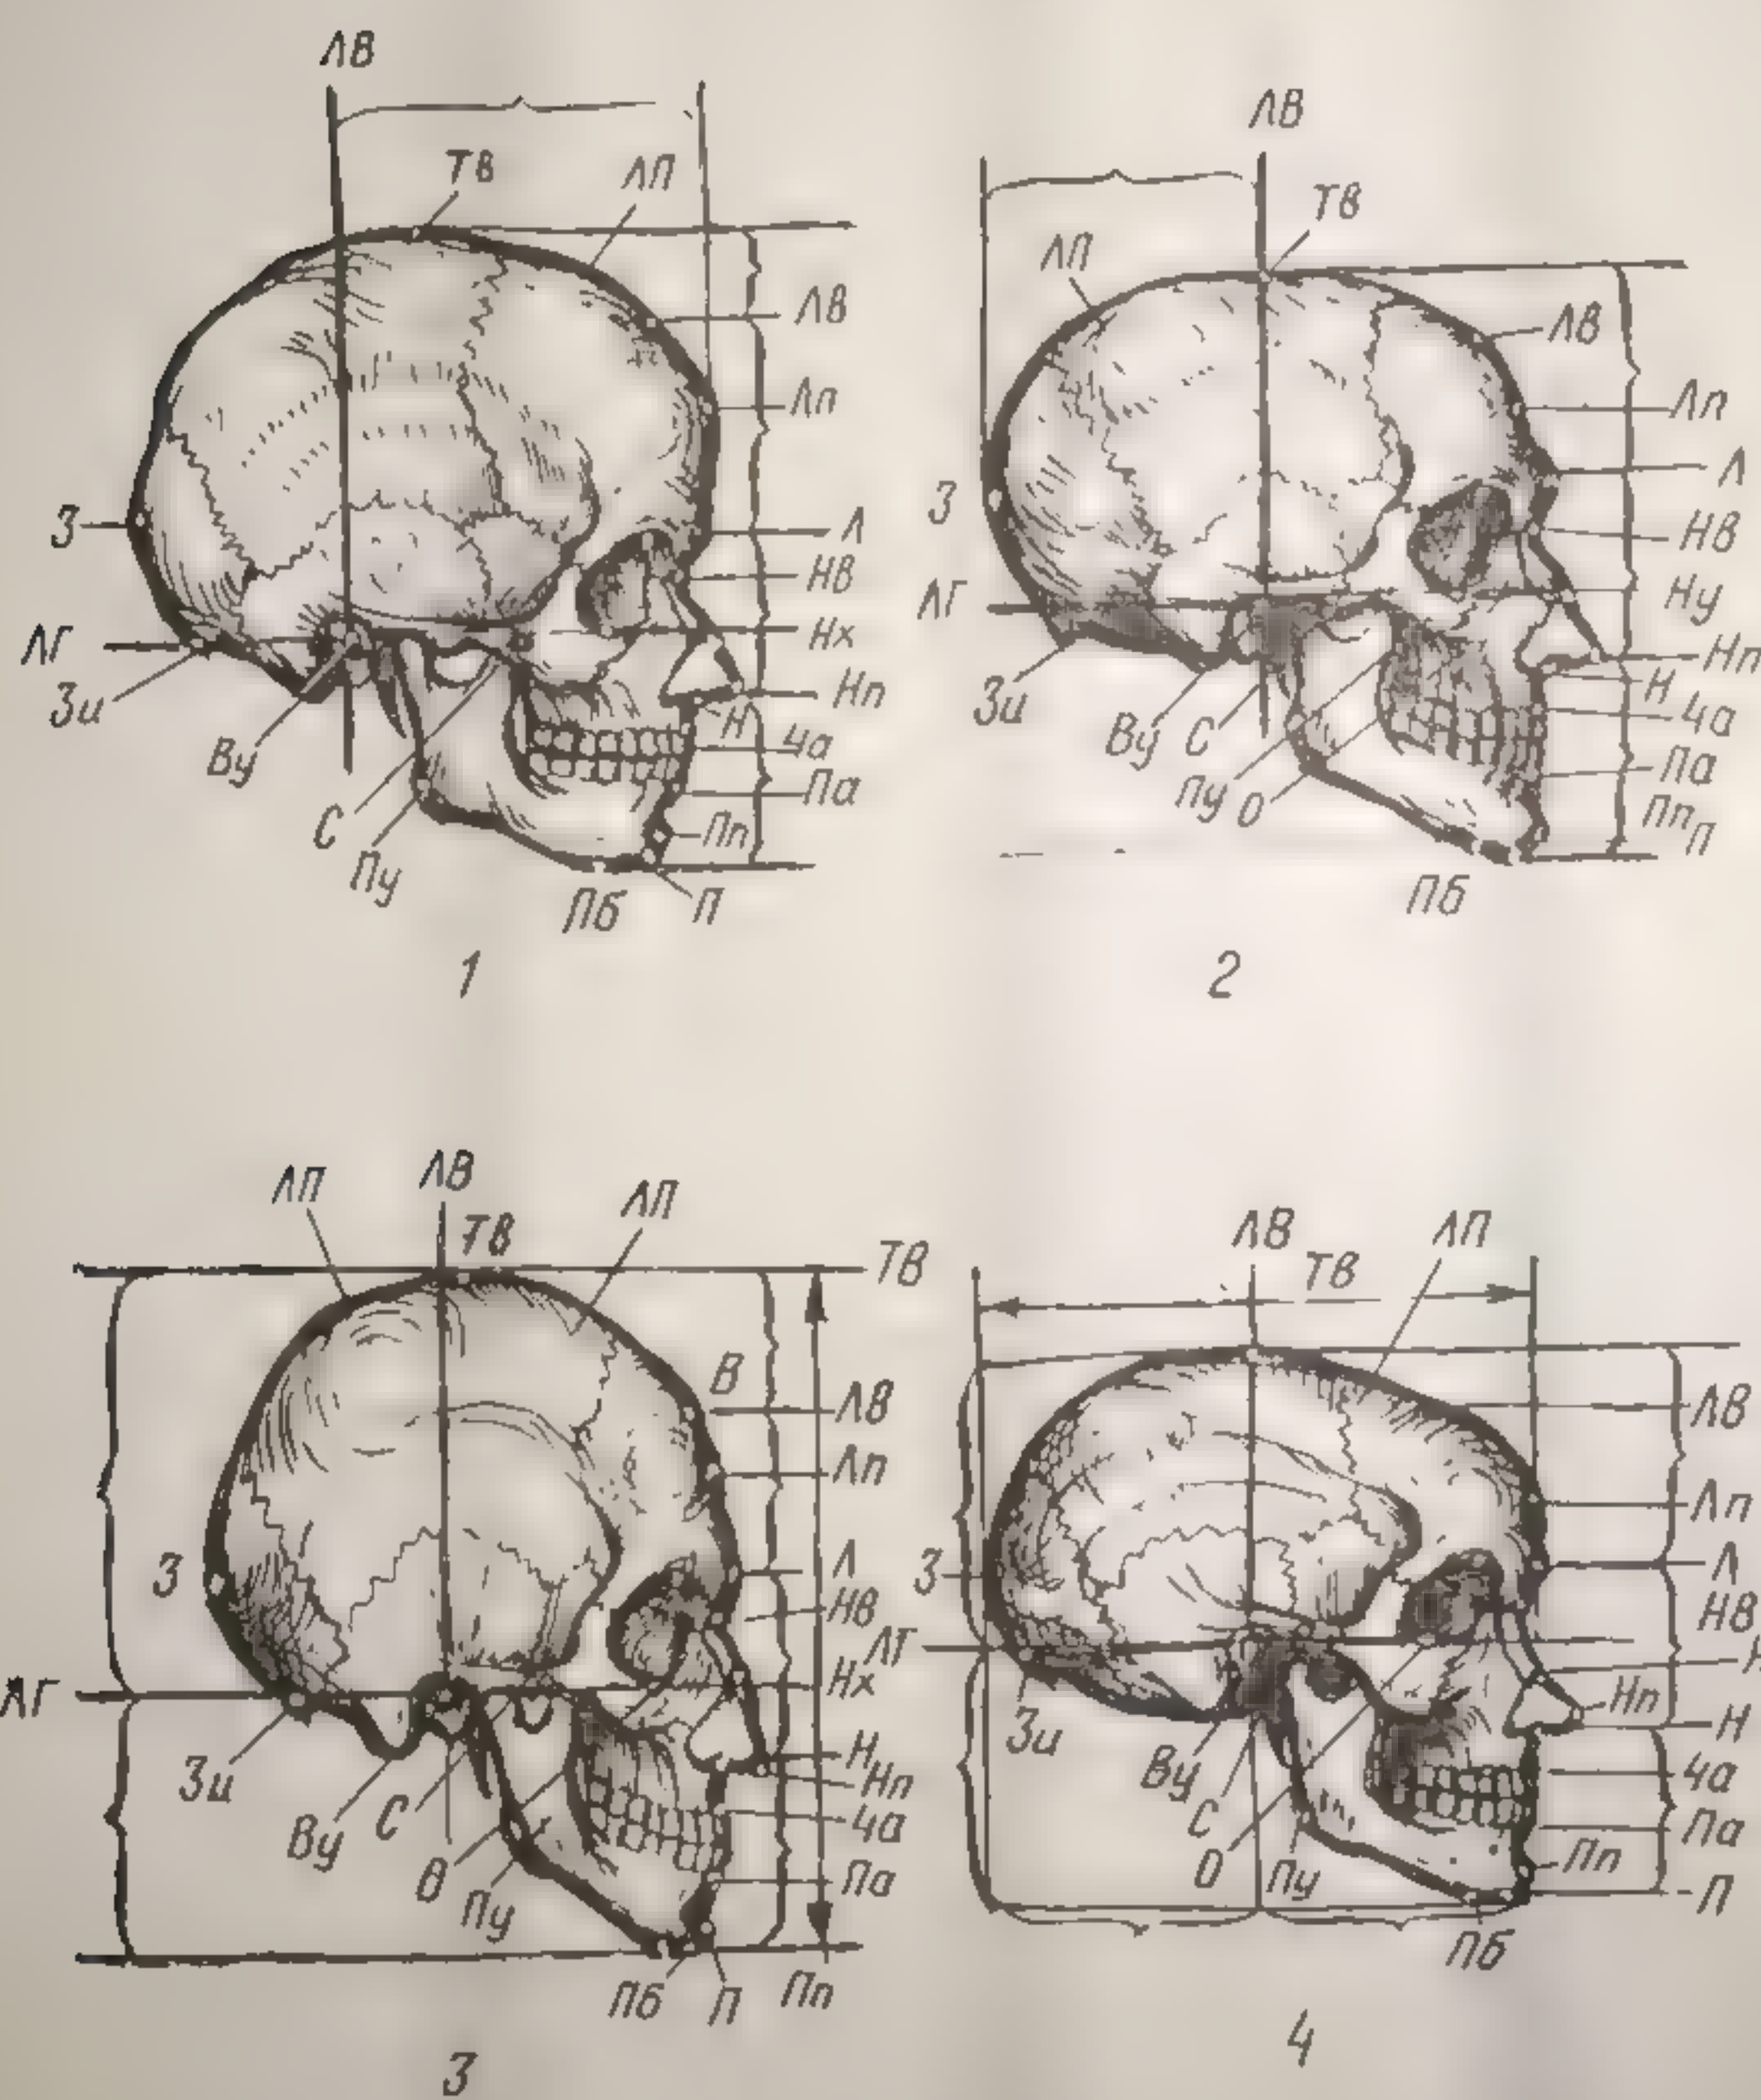 ЛВ
Тв
ЛП
ЛВ
Лп
З
Л
НВ
ЛГ
Нх
Зи
Нп
Н
Ча
Ву
Па
С
Пп
Пу
Пб
П
1
ЛВ
Тв
ЛП
ЛВ
Лп
Л
З
НВ
ЛГ
Ну
Нп
Н
Зи
Ча
Ву
С
Па
Пу
О
Пп
П
Пб
2
ЛП
ЛВ
ЛП
Тв
ТВ
В
ЛВ
Лп
З
Л
Нв
ЛГ
Нх
Зи
Н
Нп
Ча
Ву
С
Па
О
Пу
Пб
П
Пп
3
ЛВ
ЛП
Тв
ЛВ
Лп
З
Л
НВ
ЛГ
Нп
Н
Зи
Ча
Ву
С
Па
О
Пу
Пп
П
Пб
4